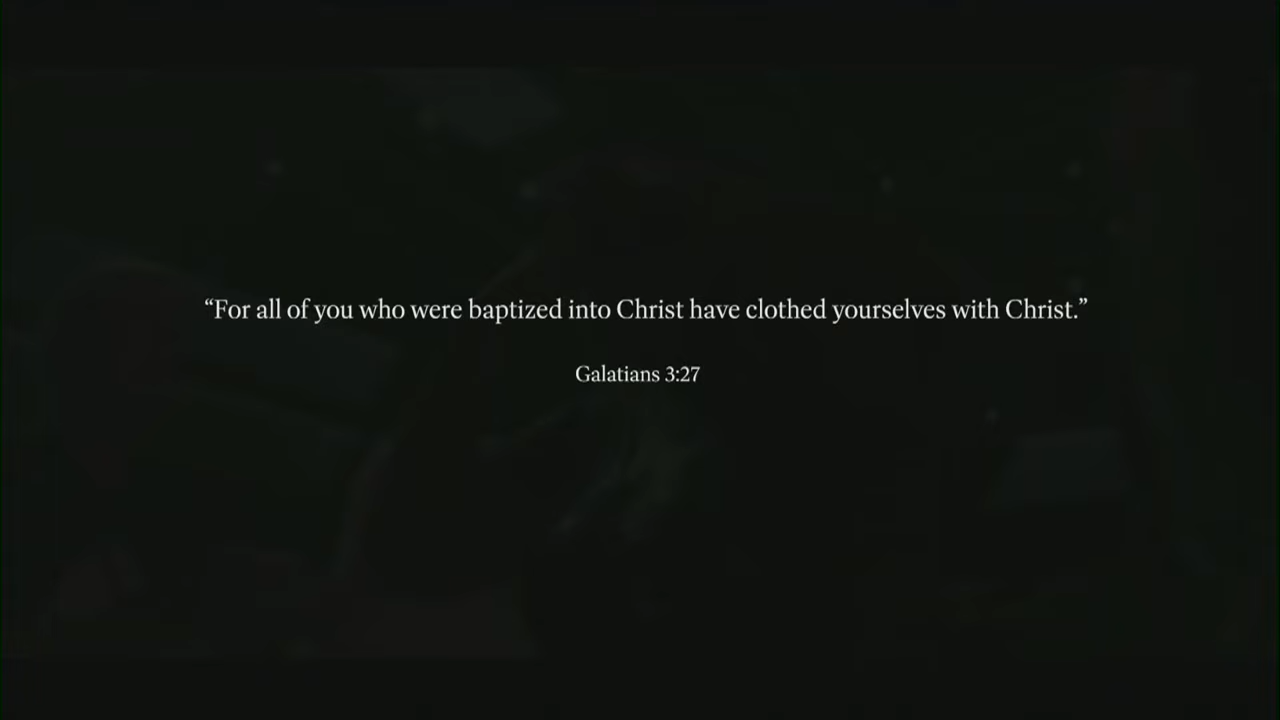 “For all of you who were baptized into Christ have clothed yourselves with Christ.”
Galatians 3:27